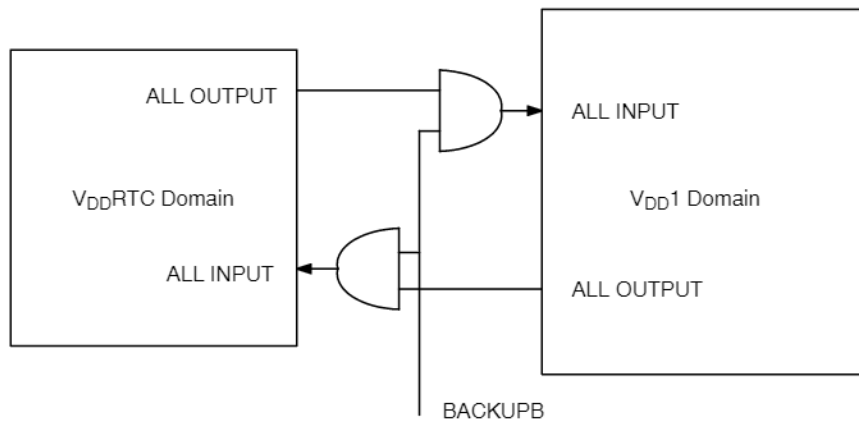 ALL OUTPUT
ALL INPUT
VDDRTC Domain
VDD1 Domain
ALL INPUT
ALL OUTPUT
BACKUPB